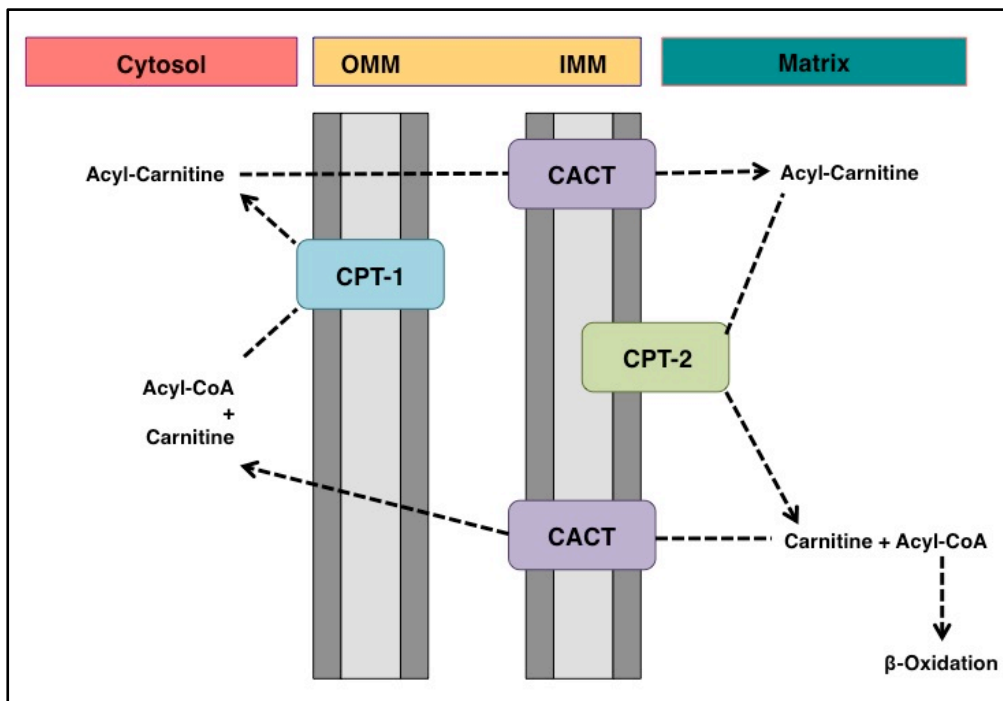 Cytosol
OMM
IMM
Matrix
Acyl-Carnitine
CACT
Acyl-Carnitine
CPT-1
CPT-2
Acyl-CoA
+
Carnitine
CACT
Carnitine + Acyl-CoA
β-Oxidation